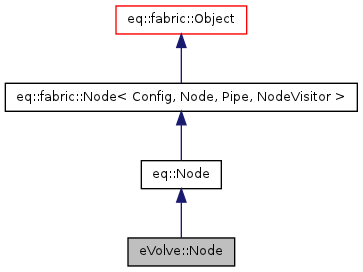 eq::fabric::Object
eq::fabric::Node< Config, Node, Pipe, NodeVisitor >
eq::Node
eVolve::Node